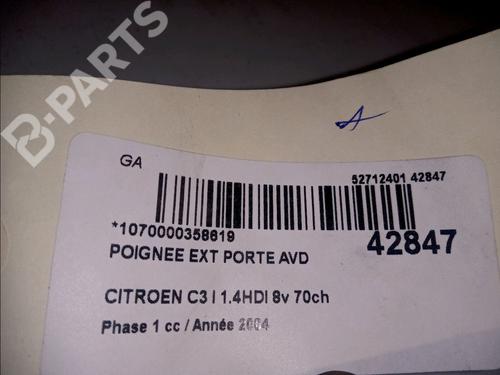 B-PARTS
A
GA
52712401 42847
*1070000358619
42847
POIGNEE EXT PORTE AVD
CITROEN C3 I 1.4HDI 8v 70ch
Phase 1 cc / Année 2004